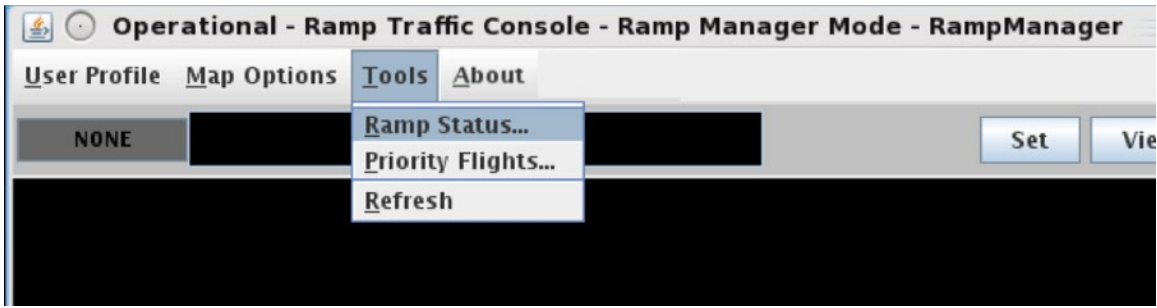 Operational - Ramp Traffic Console - Ramp Manager Mode - RampManager
User Profile Map Options Tools About
NONE
Ramp Status...
Priority Flights...
Refresh
Set